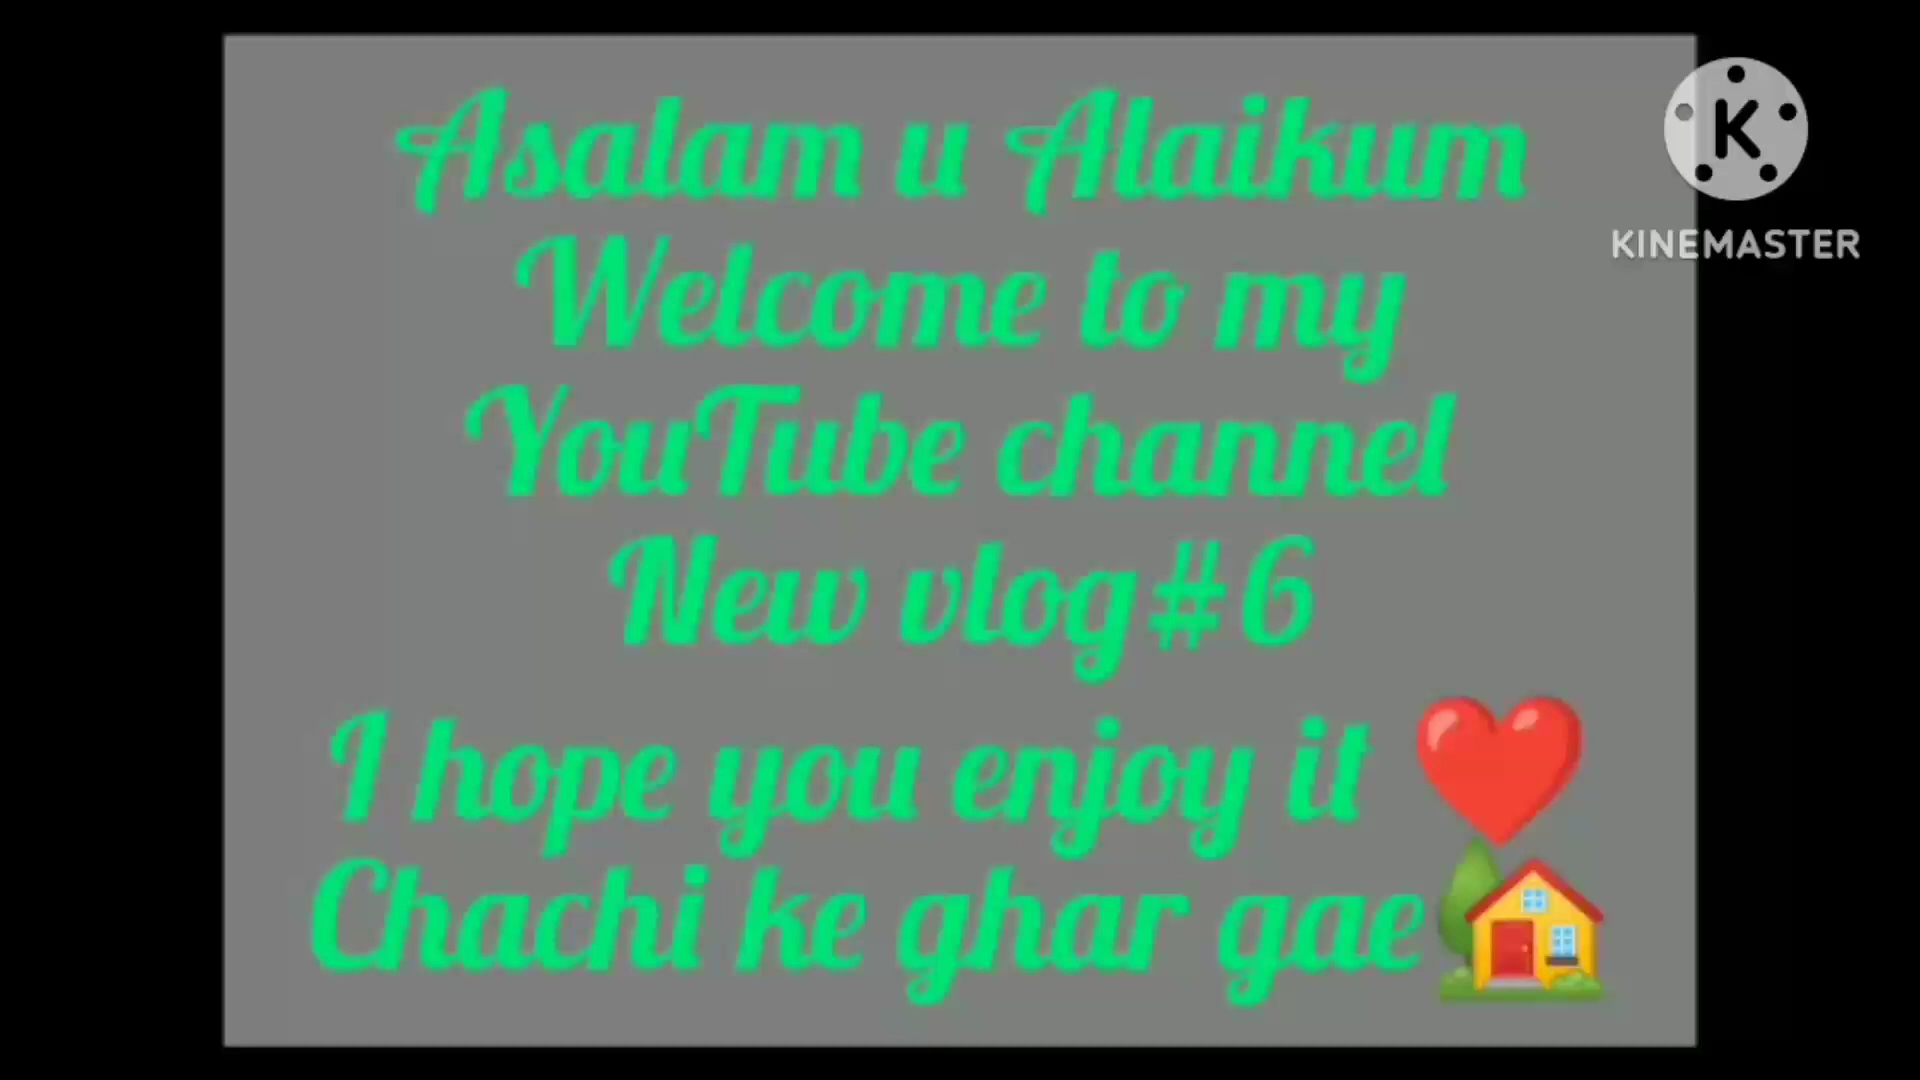 Asalam u Alaikum
Welcome to my
YouTube channel
New vlog#6
I hope you enjoy it ❤️
Chachi ke ghar gae🏡
K
KINEMASTER